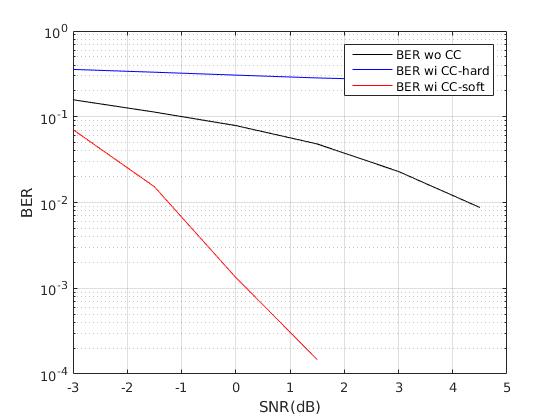 10^0
BER wo CC
BER wi CC-hard
BER wi CC-soft
10^-1
BER
10^-2
10^-3
10^-4
-3 -2 -1 0 1 2 3 4 5
SNR(dB)